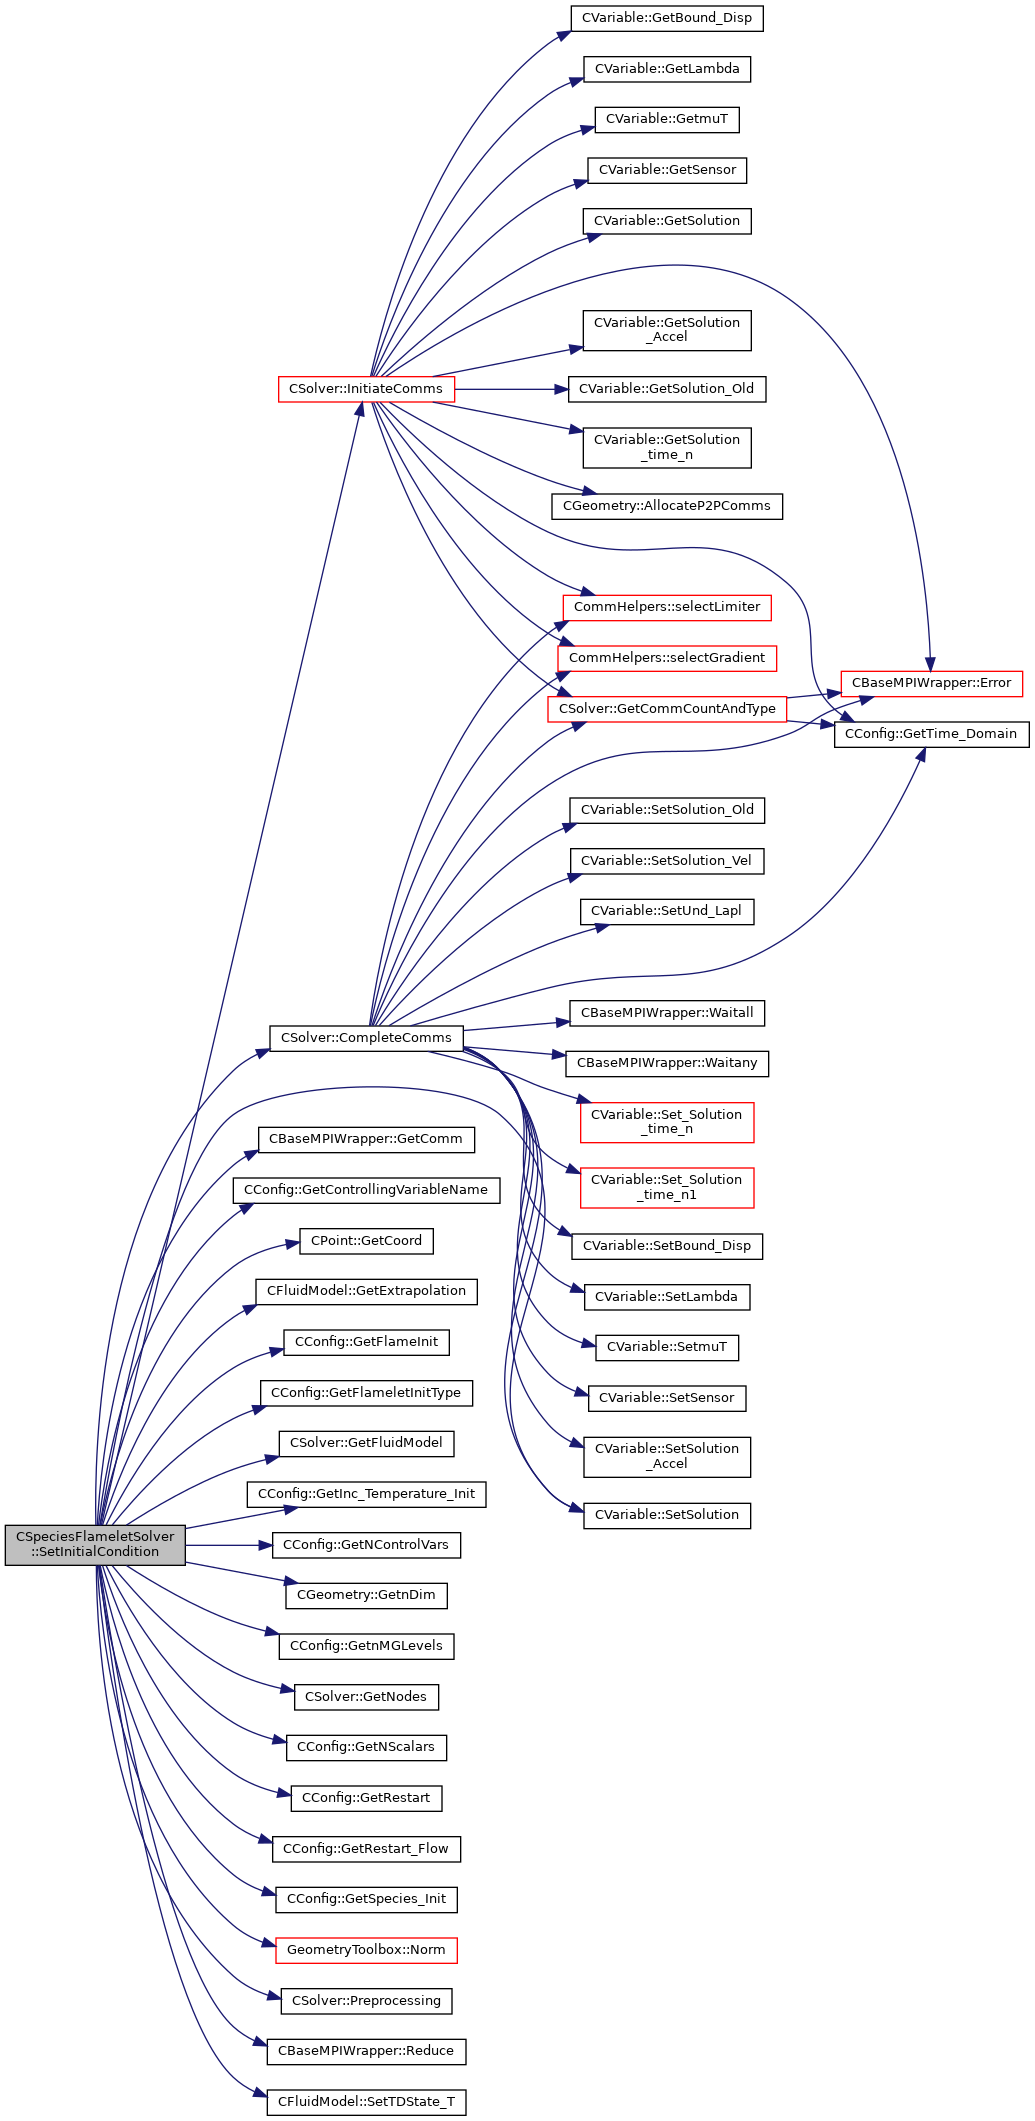 CVariable::GetBound_Disp
CVariable::GetLambda
CVariable::GetmuT
CVariable::GetSensor
CVariable::GetSolution
CVariable::GetSolution
_Accel
CSolver::InitiateComms
CVariable::GetSolution_Old
CVariable::GetSolution
_time_n
CGeometry::AllocateP2PComms
CommHelpers::selectLimiter
CommHelpers::selectGradient
CBaseMPIWrapper::Error
CSolver::GetCommCountAndType
CConfig::GetTime_Domain
CVariable::SetSolution_Old
CVariable::SetSolution_Vel
CVariable::SetUnd_Lapl
CBaseMPIWrapper::Waitall
CSolver::CompleteComms
CBaseMPIWrapper::Waitany
CVariable::Set_Solution
_time_n
CBaseMPIWrapper::GetComm
CVariable::Set_Solution
_time_n1
CConfig::GetControllingVariableName
CPoint::GetCoord
CVariable::SetBound_Disp
CFluidModel::GetExtrapolation
CVariable::SetLambda
CConfig::GetFlameInit
CVariable::SetmuT
CConfig::GetFlameletInitType
CVariable::SetSensor
CSolver::GetFluidModel
CVariable::SetSolution
_Accel
CConfig::GetInc_Temperature_Init
CVariable::SetSolution
CSpeciesFlameletSolver
::SetInitialCondition
CConfig::GetNControlVars
CGeometry::GetnDim
CConfig::GetnMGLevels
CSolver::GetNodes
CConfig::GetNScalars
CConfig::GetRestart
CConfig::GetRestart_Flow
CConfig::GetSpecies_Init
GeometryToolbox::Norm
CSolver::Preprocessing
CBaseMPIWrapper::Reduce
CFluidModel::SetTDState_T